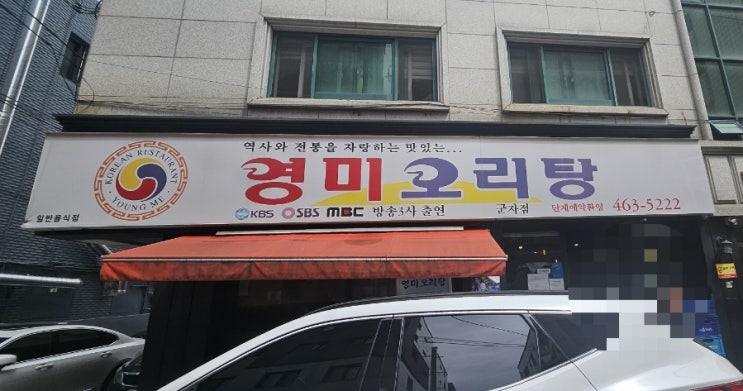 역사와 전통을 자랑하는 맛있는...
KOREAN RESTAURANT
YOUNG ME
영미오리탕
일반음식점
KBS SBS MBC 방송3사 출연 군자점 단체예약환영 463-5222
영미오리탕